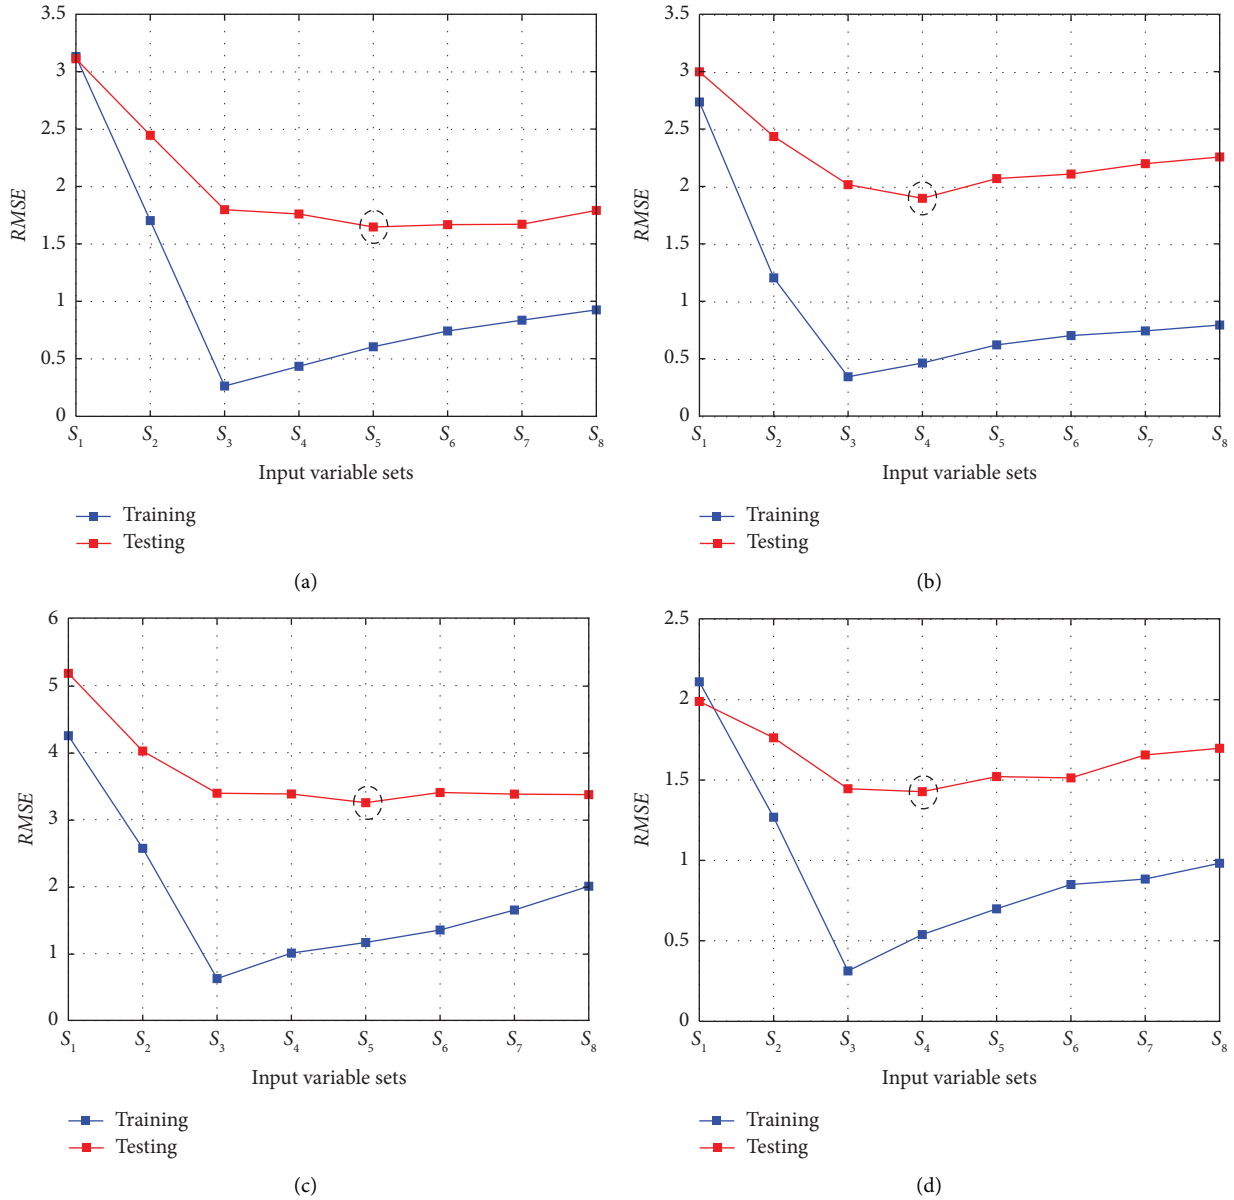 3.5
3
2.5
2
1.5
1
0.5
0
RMSE
S1 S2 S3 S4 S5 S6 S7 S8
Input variable sets
Training
Testing
(a)
3.5
3
2.5
2
1.5
1
0.5
0
RMSE
S1 S2 S3 S4 S5 S6 S7 S8
Input variable sets
Training
Testing
(b)
6
5
4
3
2
1
0
RMSE
S1 S2 S3 S4 S5 S6 S7 S8
Input variable sets
Training
Testing
(c)
2.5
2
1.5
1
0.5
0
RMSE
S1 S2 S3 S4 S5 S6 S7 S8
Input variable sets
Training
Testing
(d)